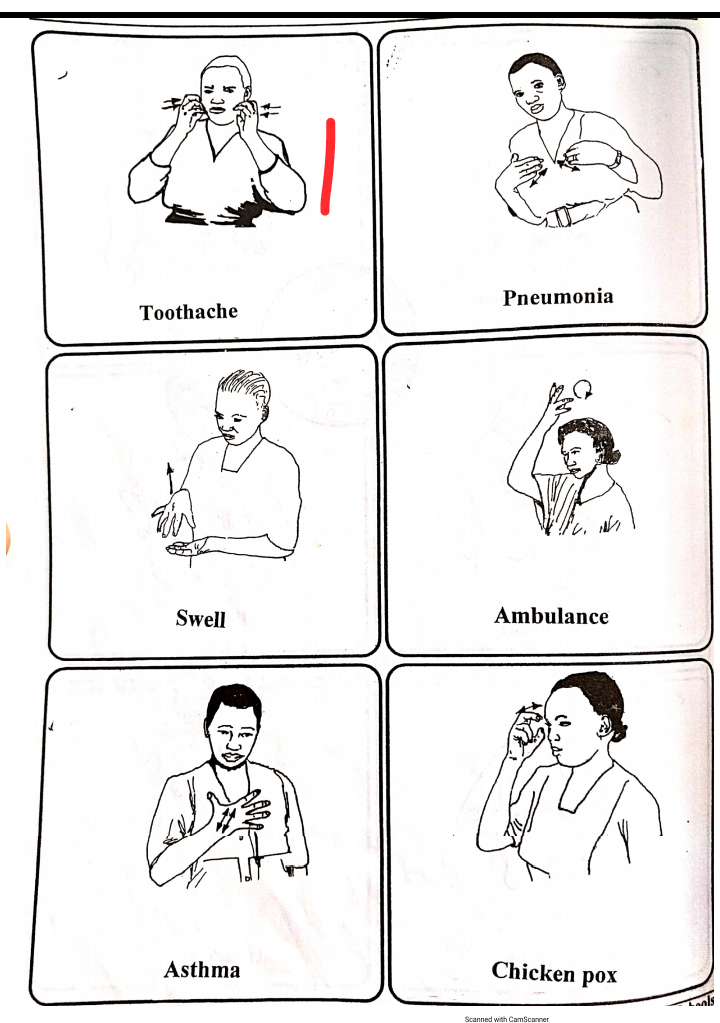 Toothache
Pneumonia
Swell
Ambulance
Asthma
Chicken pox
Scanned with CamScanner